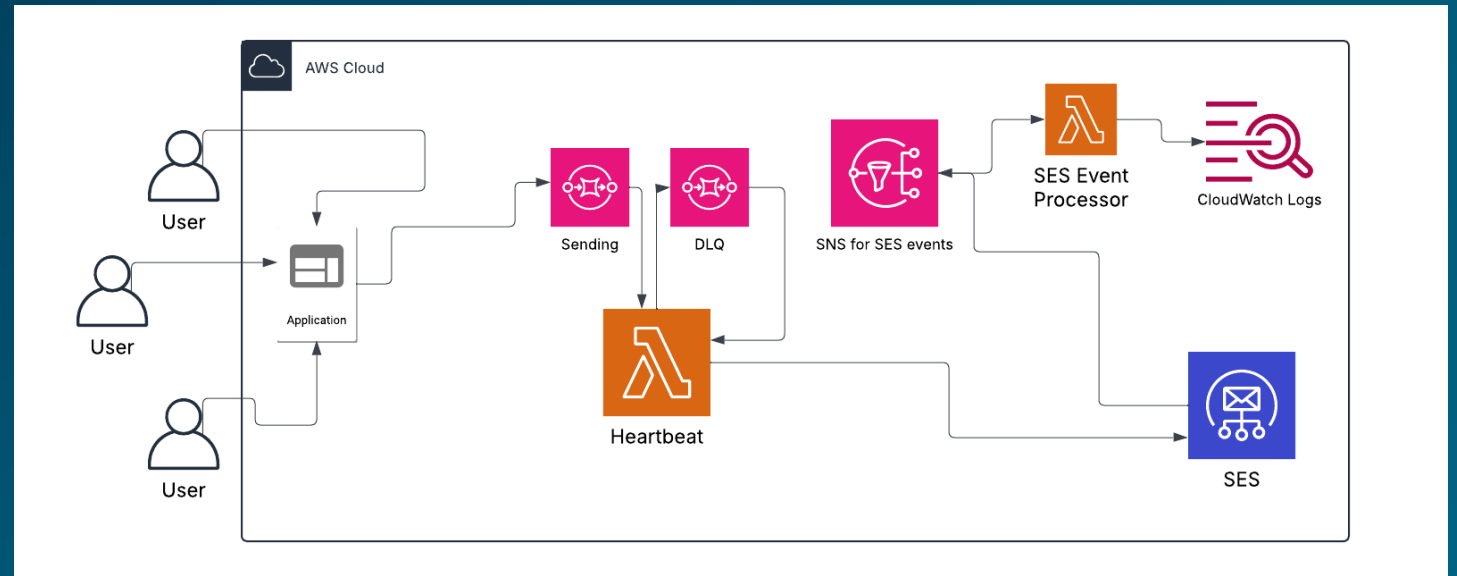 AWS Cloud
User
User
User
Application
Sending
DLQ
Heartbeat
SNS for SES events
SES Event
Processor
CloudWatch Logs
SES